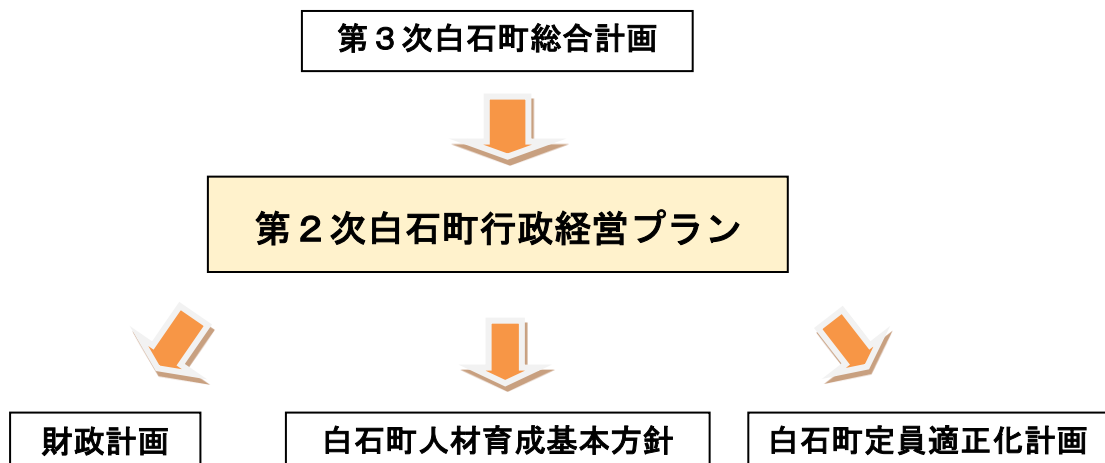 第３次白石町総合計画
第２次白石町行政経営プラン
財政計画
白石町人材育成基本方針
白石町定員適正化計画